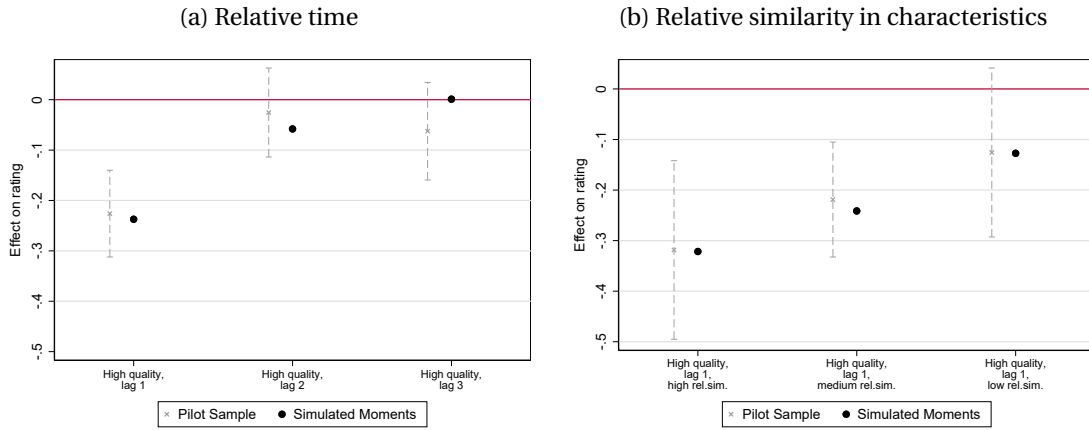 (a) Relative time
Effect on rating
0
-.1
-.2
-.3
-.4
-.5
High quality,
lag 1
High quality,
lag 2
High quality,
lag 3
Pilot Sample
Simulated Moments
(b) Relative similarity in characteristics
Effect on rating
0
-.1
-.2
-.3
-.4
-.5
High quality,
lag 1,
high rel.sim.
High quality,
lag 1,
medium rel.sim.
High quality,
lag 1,
low rel.sim.
Pilot Sample
Simulated Moments